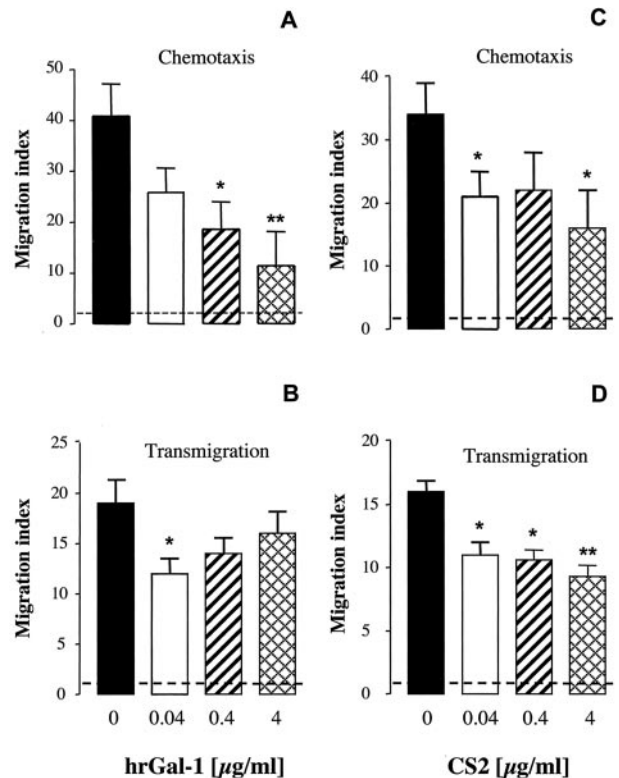 A
Chemotaxis
Migration index
50
40
30
20
10
0
*
**
C
Chemotaxis
Migration index
40
30
20
10
0
*
*
B
Transmigration
Migration index
25
20
15
10
5
0
*
0 0.04 0.4 4
hrGal-1 [µg/ml]
D
Transmigration
Migration index
20
15
10
5
0
*
*
**
0 0.04 0.4 4
CS2 [µg/ml]